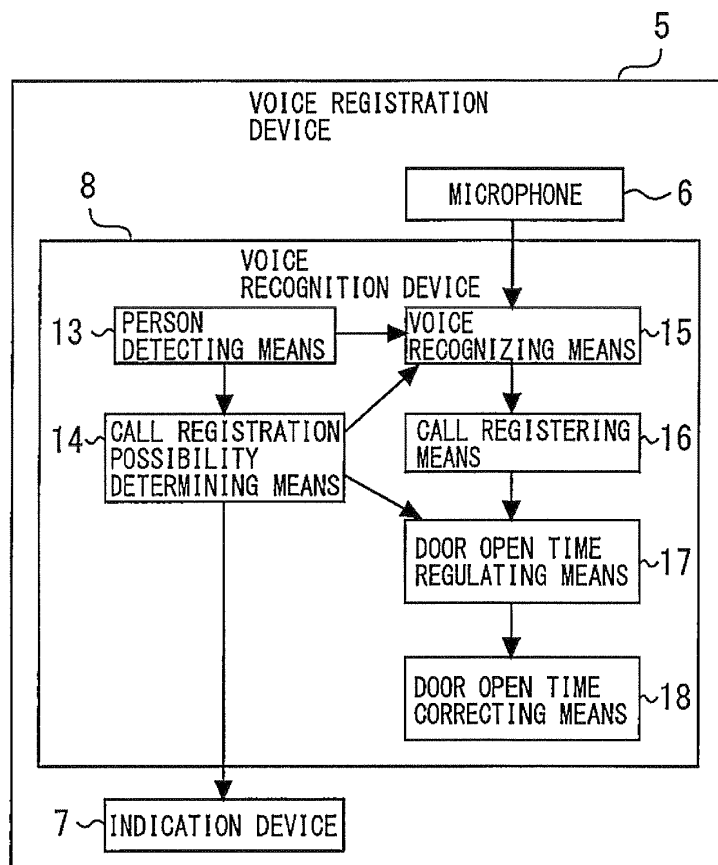 5
VOICE REGISTRATION
DEVICE
8
MICROPHONE
6
VOICE
RECOGNITION DEVICE
13
PERSON
DETECTING MEANS
VOICE
RECOGNIZING MEANS
15
14
CALL REGISTRATION
POSSIBILITY
DETERMINING MEANS
CALL REGISTERING
MEANS
16
DOOR OPEN TIME
REGULATING MEANS
17
DOOR OPEN TIME
CORRECTING MEANS
18
7
INDICATION DEVICE